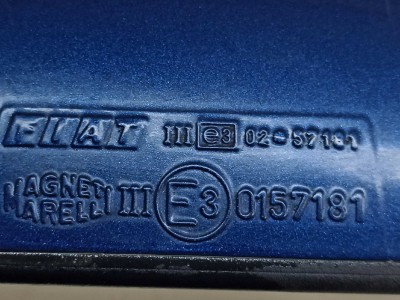 FIAT III e3 02•57181
MAGNETI
MARELLI III E3 0157181